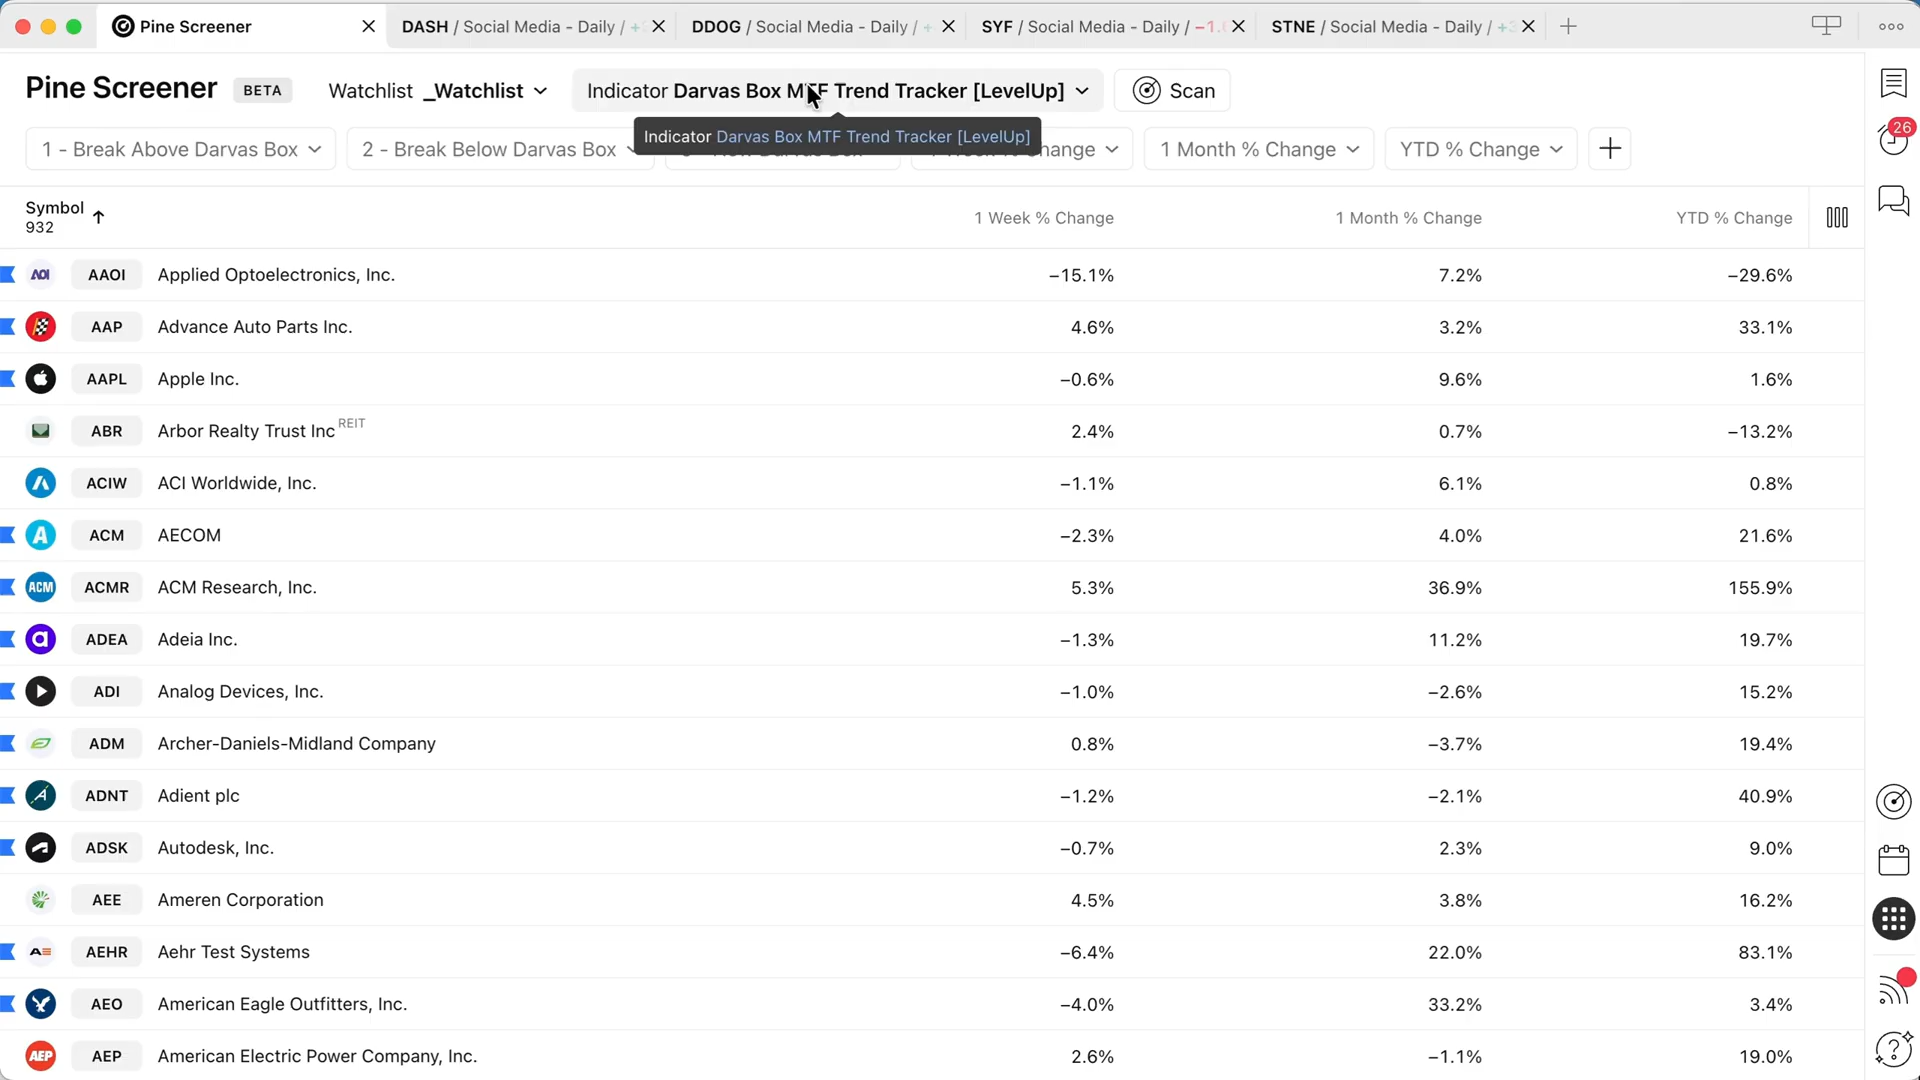 Pine Screener
DASH / Social Media - Daily / +
DDOG / Social Media - Daily / +
SYF / Social Media - Daily / −1.
STNE / Social Media - Daily / +
Pine Screener BETA Watchlist _Watchlist Indicator Darvas Box MTF Trend Tracker [LevelUp] Scan
Indicator Darvas Box MTF Trend Tracker [LevelUp]
1 - Break Above Darvas Box 2 - Break Below Darvas Box 1 Month % Change YTD % Change
26
Symbol 1 Week % Change 1 Month % Change YTD % Change
932
AOI AAOI Applied Optoelectronics, Inc. −15.1% 7.2% −29.6%
AAP Advance Auto Parts Inc. 4.6% 3.2% 33.1%
AAPL Apple Inc. −0.6% 9.6% 1.6%
ABR Arbor Realty Trust Inc REIT 2.4% 0.7% −13.2%
ACIW ACI Worldwide, Inc. −1.1% 6.1% 0.8%
ACM AECOM −2.3% 4.0% 21.6%
ACM ACMR ACM Research, Inc. 5.3% 36.9% 155.9%
ADEA Adeia Inc. −1.3% 11.2% 19.7%
ADI Analog Devices, Inc. −1.0% −2.6% 15.2%
ADM Archer-Daniels-Midland Company 0.8% −3.7% 19.4%
ADNT Adient plc −1.2% −2.1% 40.9%
ADSK Autodesk, Inc. −0.7% 2.3% 9.0%
AEE Ameren Corporation 4.5% 3.8% 16.2%
AEHR Aehr Test Systems −6.4% 22.0% 83.1%
AEO American Eagle Outfitters, Inc. −4.0% 33.2% 3.4%
AEP AEP American Electric Power Company, Inc. 2.6% −1.1% 19.0%